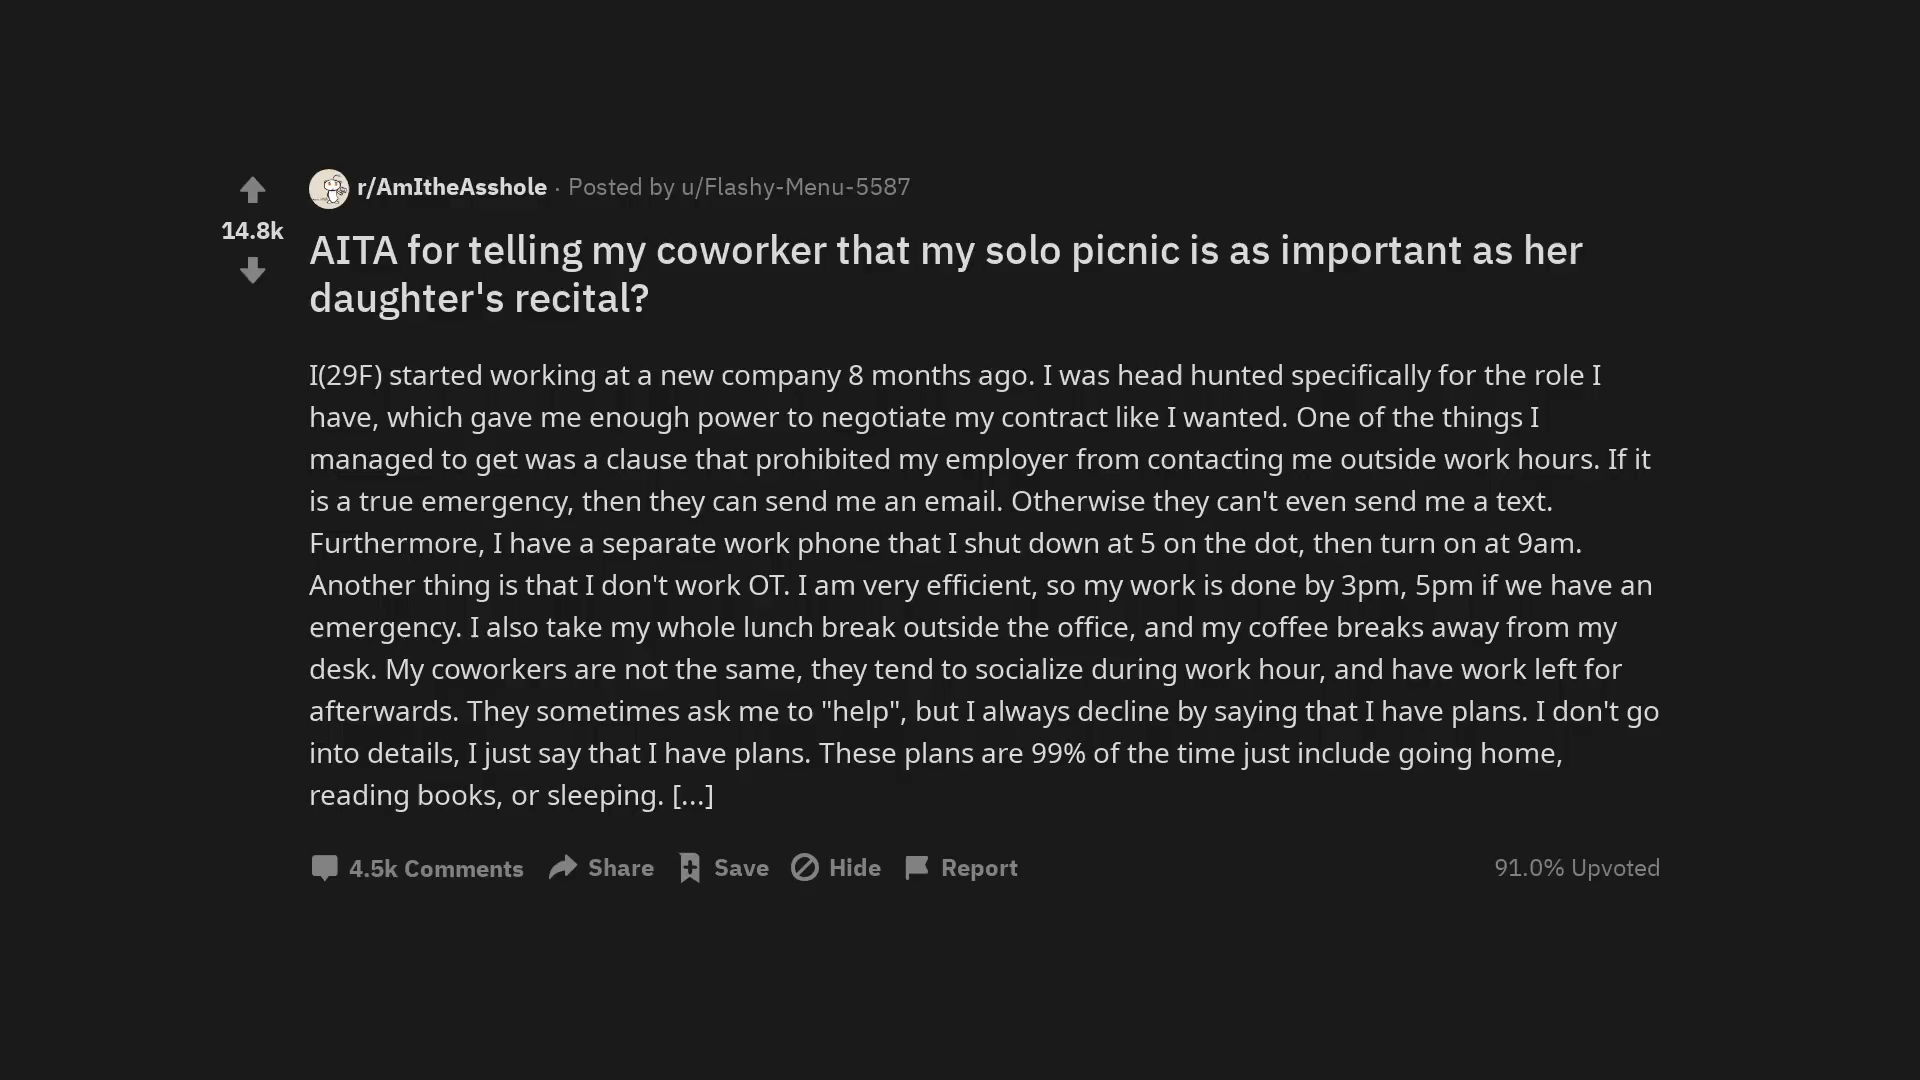 r/AmItheAsshole · Posted by u/Flashy-Menu-5587
14.8k
AITA for telling my coworker that my solo picnic is as important as her
daughter's recital?
I(29F) started working at a new company 8 months ago. I was head hunted specifically for the role I
have, which gave me enough power to negotiate my contract like I wanted. One of the things I
managed to get was a clause that prohibited my employer from contacting me outside work hours. If it
is a true emergency, then they can send me an email. Otherwise they can't even send me a text.
Furthermore, I have a separate work phone that I shut down at 5 on the dot, then turn on at 9am.
Another thing is that I don't work OT. I am very efficient, so my work is done by 3pm, 5pm if we have an
emergency. I also take my whole lunch break outside the office, and my coffee breaks away from my
desk. My coworkers are not the same, they tend to socialize during work hour, and have work left for
afterwards. They sometimes ask me to "help", but I always decline by saying that I have plans. I don't go
into details, I just say that I have plans. These plans are 99% of the time just include going home,
reading books, or sleeping. [...]
4.5k Comments Share Save Hide Report 91.0% Upvoted